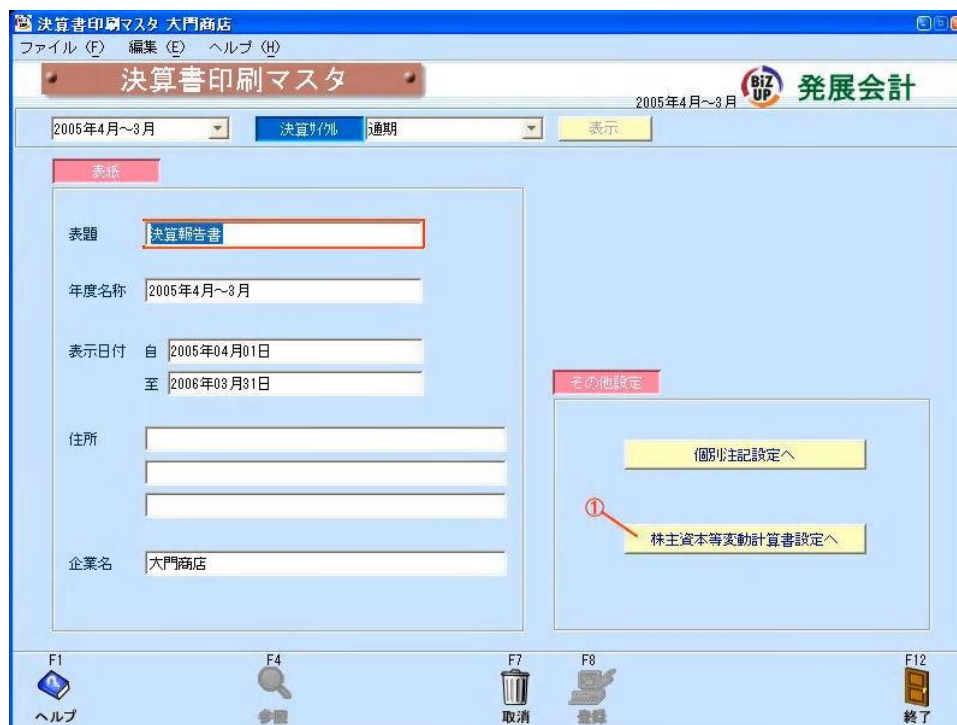 決算書印刷マスタ 大門商店
ファイル (F) 編集 (E) ヘルプ (H)
決算書印刷マスタ
2005年4月～3月
BiZ UP
発展会計
2005年4月～3月
決算ｻｲｸﾙ
通期
表示
表紙
表題
決算報告書
年度名称
2005年4月～3月
表示日付 自 2005年04月01日
至 2006年03月31日
住所
企業名
大門商店
その他設定
個別注記設定へ
①
株主資本等変動計算書設定へ
F1 F4 F7 F8 F12
ヘルプ 参照 取消 登録 終了